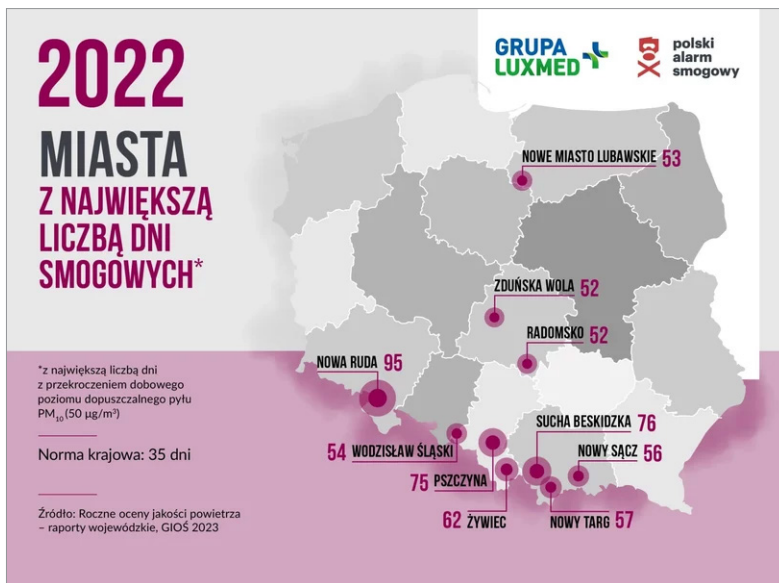 2022
MIASTA
Z NAJWIĘKSZĄ
LICZBĄ DNI
SMOGOWYCH*
*z największą liczbą dni
z przekroczeniem dobowego
poziomu dopuszczalnego pyłu
PM10 (50 µg/m³)
Norma krajowa: 35 dni
Źródło: Roczne oceny jakości powietrza
– raporty wojewódzkie, GIOŚ 2023
GRUPA
LUXMED
polski
alarm
smogowy
NOWE MIASTO LUBAWSKIE 53
ZDUŃSKA WOLA 52
RADOMSKO 52
NOWA RUDA 95
SUCHA BESKIDZKA 76
54 WODZISŁAW ŚLĄSKI
NOWY SĄCZ 56
75 PSZCZYNA
62 ŻYWIEC
NOWY TARG 57